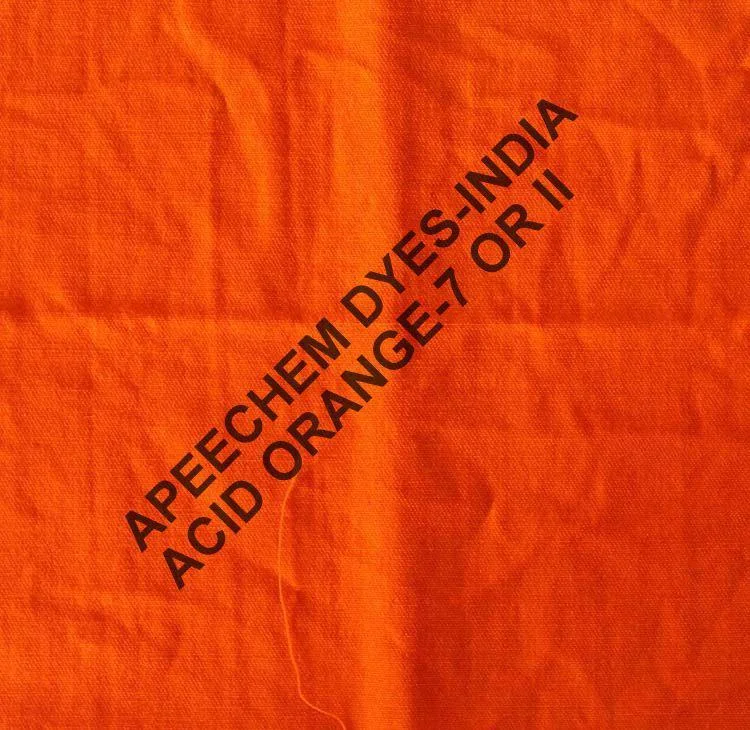 APEECHEM DYES-INDIA
ACID ORANGE-7 OR II